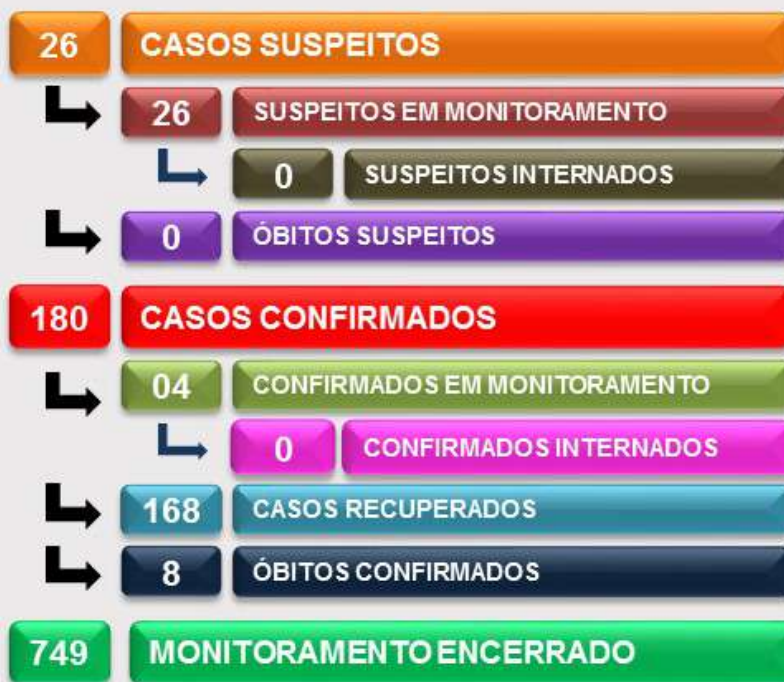 26 CASOS SUSPEITOS
26 SUSPEITOS EM MONITORAMENTO
0 SUSPEITOS INTERNADOS
0 ÓBITOS SUSPEITOS
180 CASOS CONFIRMADOS
04 CONFIRMADOS EM MONITORAMENTO
0 CONFIRMADOS INTERNADOS
168 CASOS RECUPERADOS
8 ÓBITOS CONFIRMADOS
749 MONITORAMENTO ENCERRADO